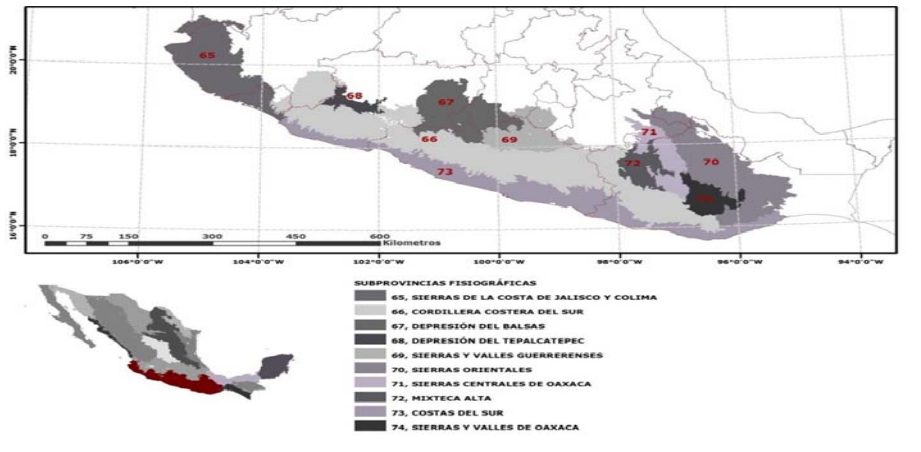 65
68
67
66
69
71
70
72
73
20°0'0"N
18°0'0"N
16°0'0"N
0 75 150 300 450 600
Kilometros
106°0'0"W 104°0'0"W 102°0'0"W 100°0'0"W 98°0'0"W 96°0'0"W 94°0'0"W
SUBPROVINCIAS FISIOGRÁFICAS
65, SIERRAS DE LA COSTA DE JALISCO Y COLIMA
66, CORDILLERA COSTERA DEL SUR
67, DEPRESIÓN DEL BALSAS
68, DEPRESIÓN DEL TEPALCATEPEC
69, SIERRAS Y VALLES GUERRERENSES
70, SIERRAS ORIENTALES
71, SIERRAS CENTRALES DE OAXACA
72, MIXTECA ALTA
73, COSTAS DEL SUR
74, SIERRAS Y VALLES DE OAXACA